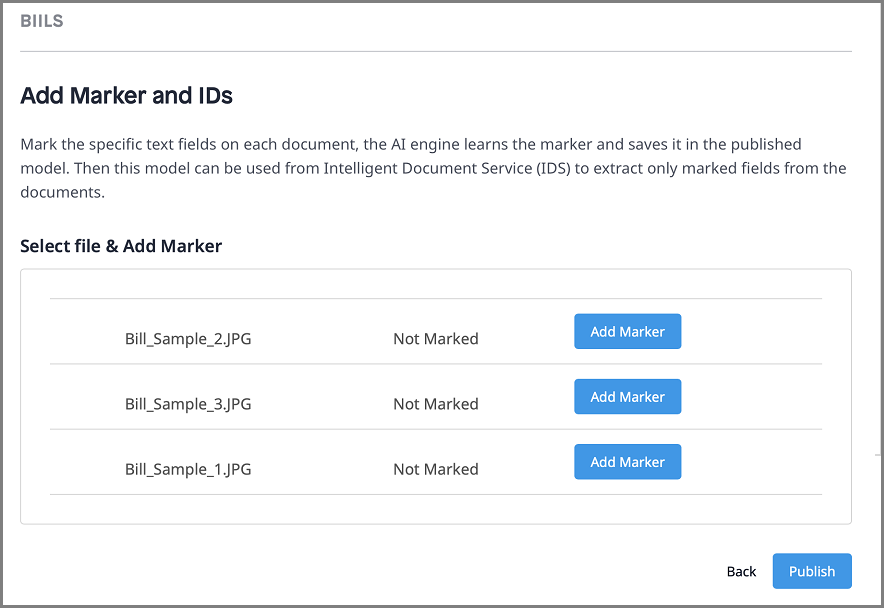 BIILS
Add Marker and IDs
Mark the specific text fields on each document, the AI engine learns the marker and saves it in the published
model. Then this model can be used from Intelligent Document Service (IDS) to extract only marked fields from the
documents.
Select file & Add Marker
Bill_Sample_2.JPG Not Marked Add Marker
Bill_Sample_3.JPG Not Marked Add Marker
Bill_Sample_1.JPG Not Marked Add Marker
Back Publish